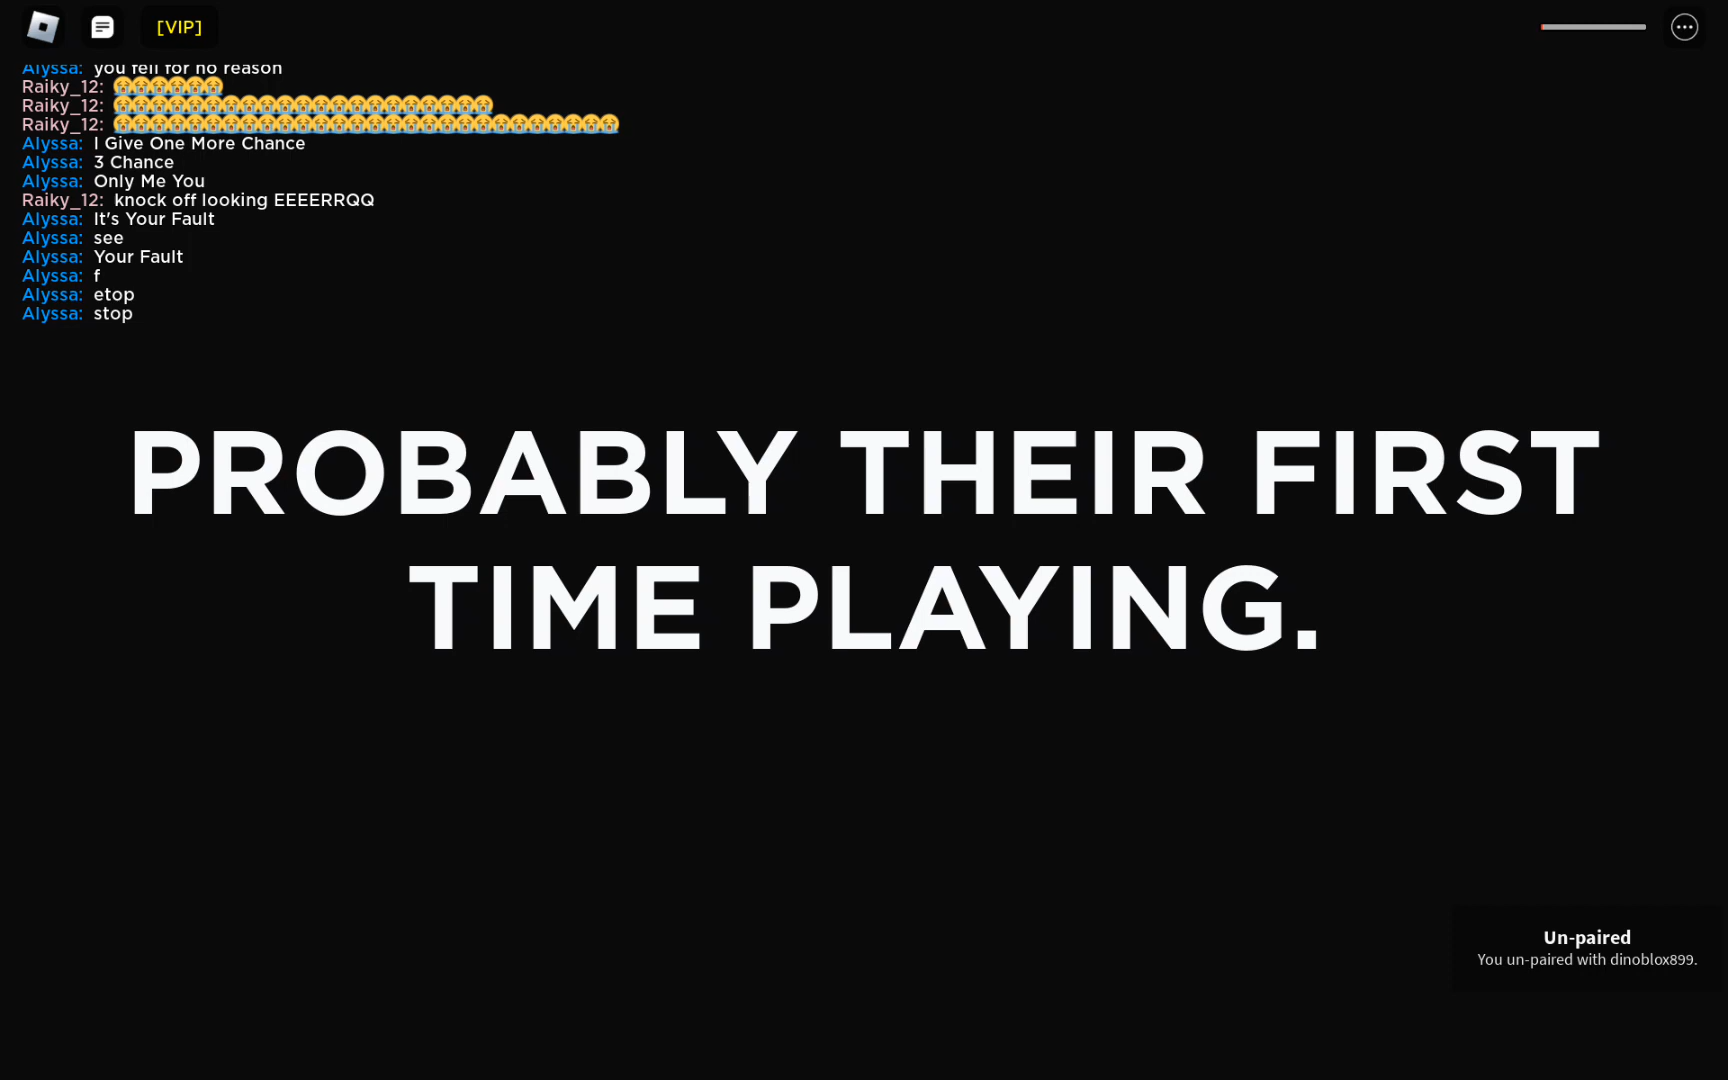 [VIP]
Alyssa: you fell for no reason
Raiky_12: 😭😭😭😭😭😭
Raiky_12: 😭😭😭😭😭😭😭😭😭😭😭😭😭😭😭😭😭😭😭😭😭
Raiky_12: 😭😭😭😭😭😭😭😭😭😭😭😭😭😭😭😭😭😭😭😭😭😭😭😭😭😭😭😭
Alyssa: I Give One More Chance
Alyssa: 3 Chance
Alyssa: Only Me You
Raiky_12: knock off looking EEEERRQQ
Alyssa: It's Your Fault
Alyssa: see
Alyssa: Your Fault
Alyssa: f
Alyssa: etop
Alyssa: stop
PROBABLY THEIR FIRST
TIME PLAYING.
Un-paired
You un-paired with dinoblox899.